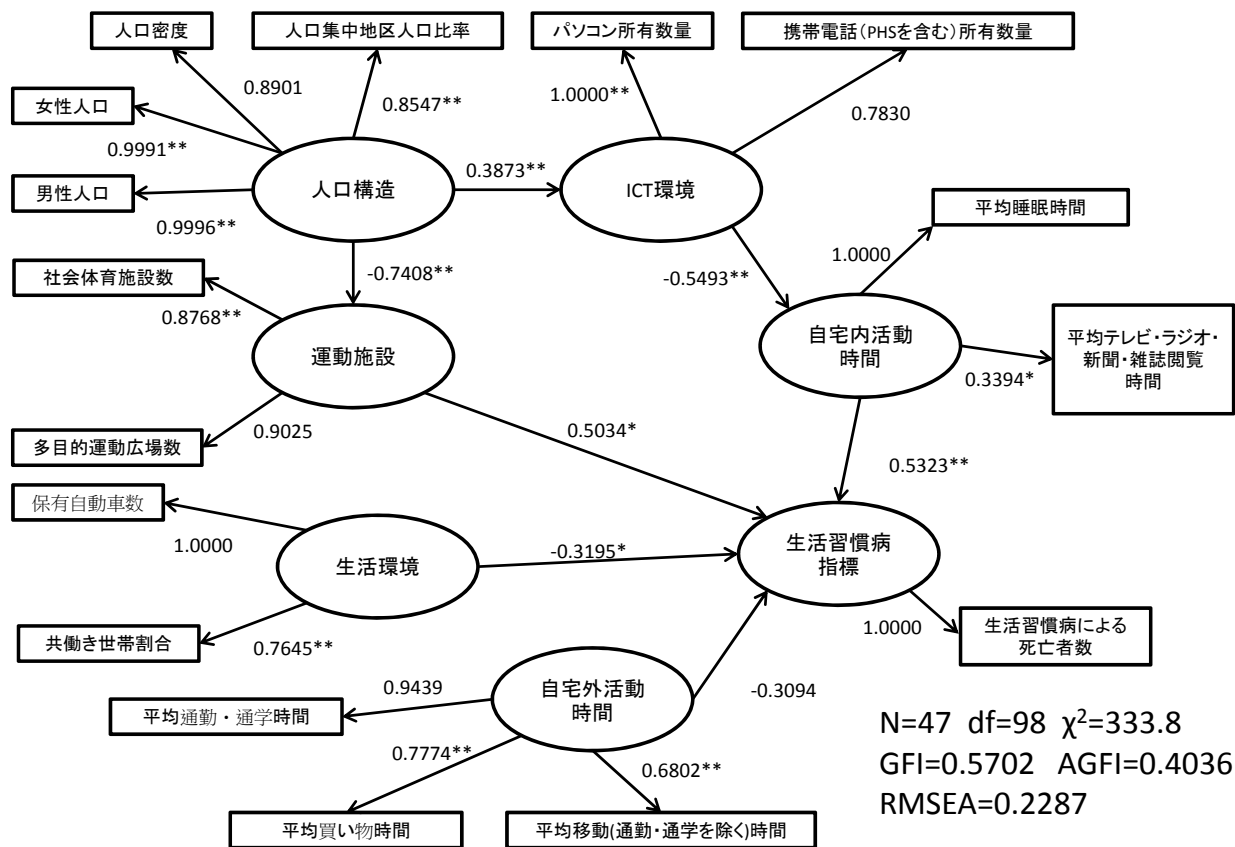 人口密度
人口集中地区人口比率
パソコン所有数量
携帯電話(PHSを含む)所有数量
0.8901
0.8547**
1.0000**
0.7830
女性人口
0.9991**
男性人口
0.9996**
人口構造
0.3873**
ICT環境
平均睡眠時間
1.0000
社会体育施設数
-0.7408**
-0.5493**
0.8768**
運動施設
自宅内活動
時間
平均テレビ・ラジオ・
新聞・雑誌閲覧
時間
0.3394*
多目的運動広場数
0.9025
0.5034*
0.5323**
保有自動車数
1.0000
生活環境
-0.3195*
生活習慣病
指標
共働き世帯割合
0.7645**
1.0000
生活習慣病による
死亡者数
0.9439
自宅外活動
時間
-0.3094
平均通勤・通学時間
0.7774**
0.6802**
平均買い物時間
平均移動(通勤・通学を除く)時間
N=47 df=98 χ²=333.8
GFI=0.5702 AGFI=0.4036
RMSEA=0.2287